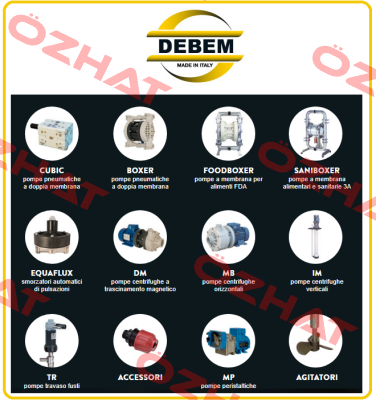 DEBEM
MADE IN ITALY
CUBIC
pompe pneumatiche
a doppia membrana
BOXER
pompe pneumatiche
a doppia membrana
FOODBOXER
pompe a membrana per
alimenti FDA
SANIBOXER
pompe a membrana
alimentari e sanitarie 3A
EQUAFLUX
smorzatori automatici
di pulsazioni
DM
pompe centrifughe a
trascinamento magnetico
MB
pompe centrifughe
orizzontali
IM
pompe centrifughe
verticali
TR
pompe travaso fusti
ACCESSORI
MP
pompe peristaltiche
AGITATORI
ÖZHAT
ÖZHAT
ÖZHAT
ÖZHAT
ÖZHAT